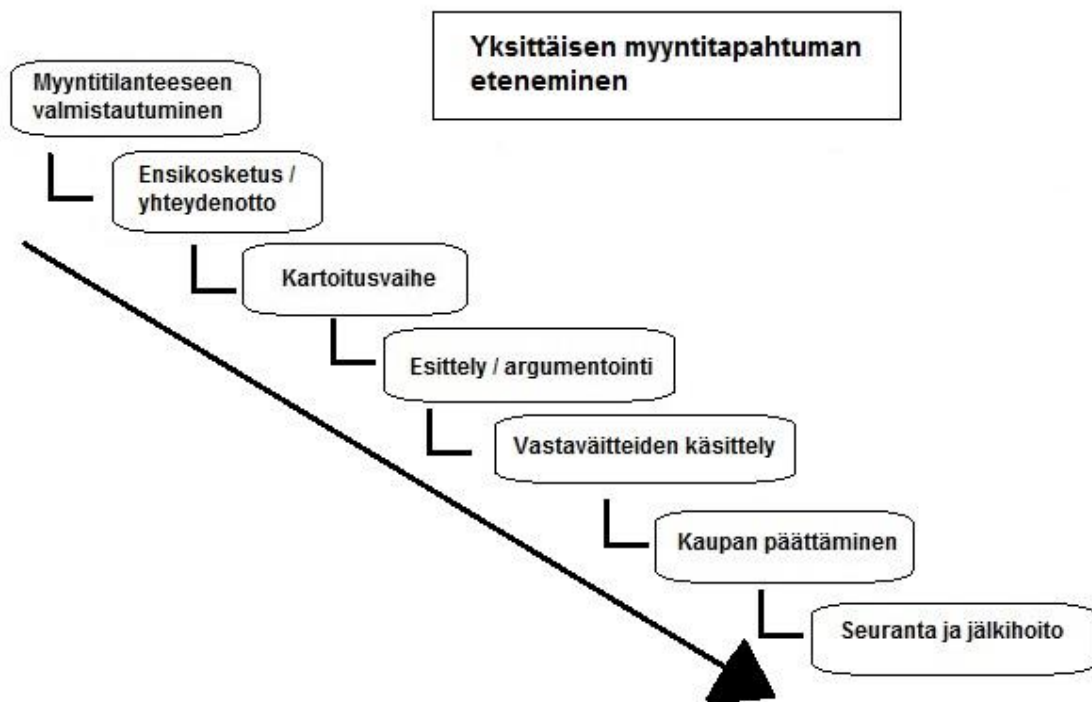 Yksittäisen myyntitapahtuman
eteneminen
Myyntitilanteeseen
valmistautuminen
Ensikosketus /
yhteydenotto
Kartoitusvaihe
Esittely / argumentointi
Vastaväitteiden käsittely
Kaupan päättäminen
Seuranta ja jälkihoito